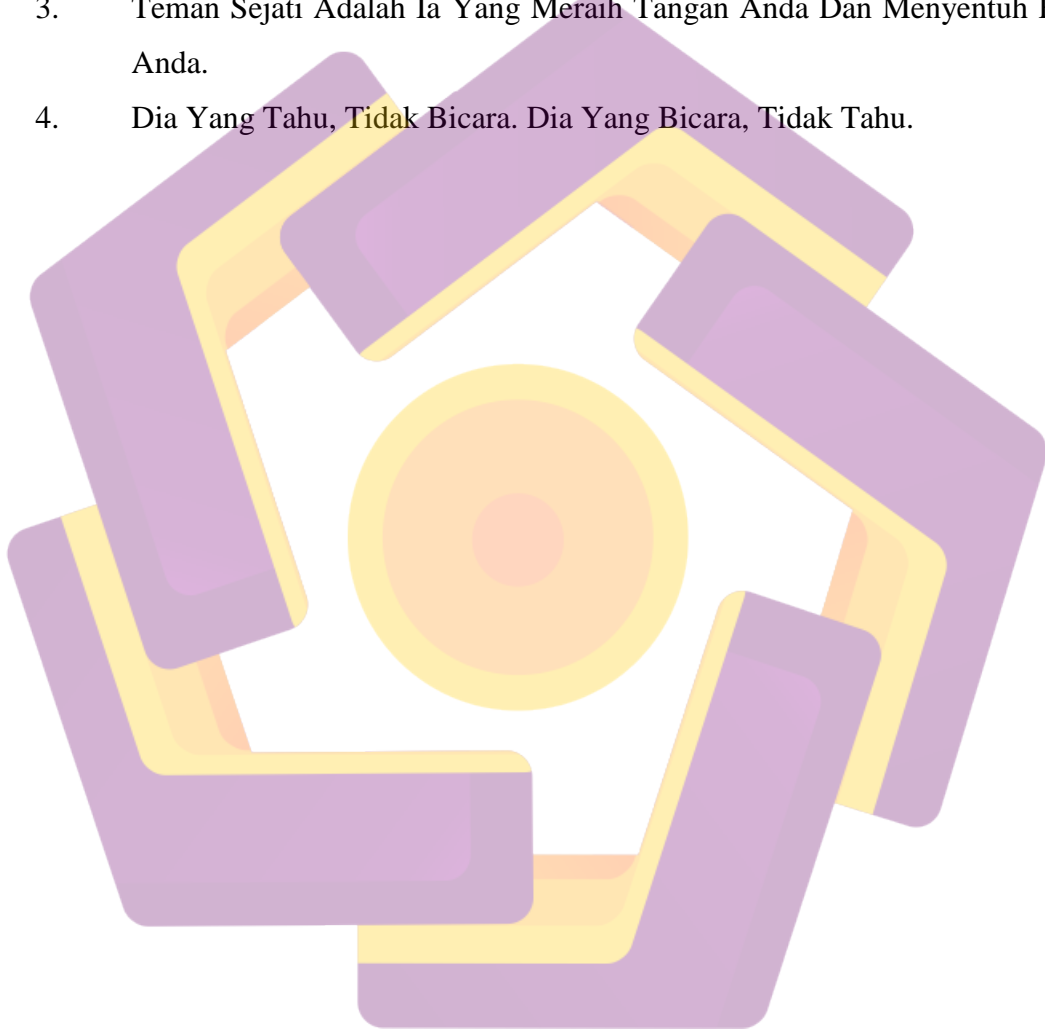 3. Teman Sejati Adalah Ia Yang Meraih Tangan Anda Dan Menyentuh
Anda.
4. Dia Yang Tahu, Tidak Bicara. Dia Yang Bicara, Tidak Tahu.